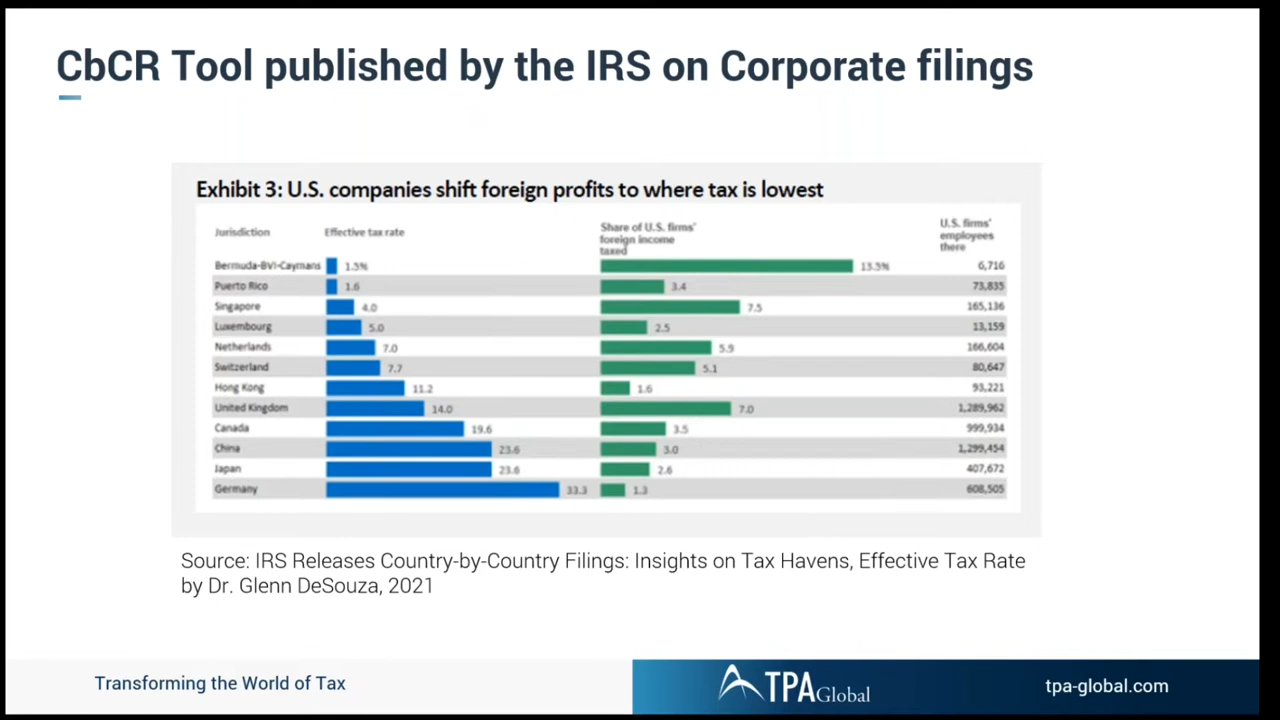 CbCR Tool published by the IRS on Corporate filings
Exhibit 3: U.S. companies shift foreign profits to where tax is lowest
Jurisdiction Effective tax rate Share of U.S. firms' foreign income taxed U.S. firms' employees there
Bermuda-BVI-Caymans 1.5% 13.5% 6,716
Puerto Rico 1.6 3.4 73,835
Singapore 4.0 7.5 165,136
Luxembourg 5.0 2.5 13,159
Netherlands 7.0 5.9 166,604
Switzerland 7.7 5.1 80,647
Hong Kong 11.2 1.6 93,221
United Kingdom 14.0 7.0 1,289,962
Canada 19.6 3.5 999,934
China 23.6 3.0 1,299,454
Japan 23.6 2.6 407,672
Germany 33.3 1.3 608,505
Source: IRS Releases Country-by-Country Filings: Insights on Tax Havens, Effective Tax Rate
by Dr. Glenn DeSouza, 2021
Transforming the World of Tax
TPA Global
tpa-global.com